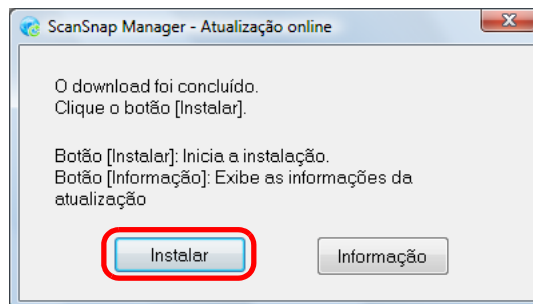 ScanSnap Manager - Atualização online
O download foi concluído.
Clique o botão [Instalar].
Botão [Instalar]: Inicia a instalação.
Botão [Informação]: Exibe as informações da
atualização
Instalar
Informação